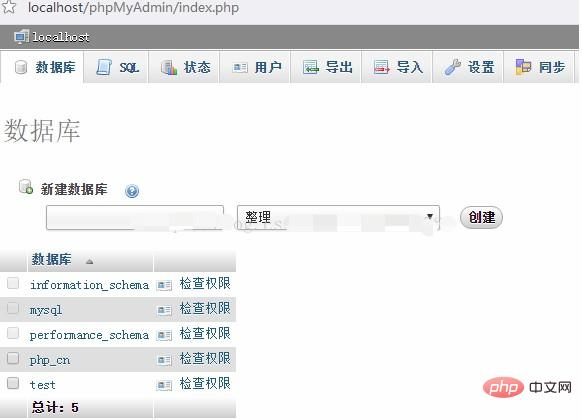 localhost/phpMyAdmin/index.php
localhost
数据库 SQL 状态 用户 导出 导入 设置 同步
数据库
新建数据库
整理 创建
数据库
information_schema 检查权限
mysql 检查权限
performance_schema 检查权限
php_cn 检查权限
test 检查权限
总计: 5
php 中文网